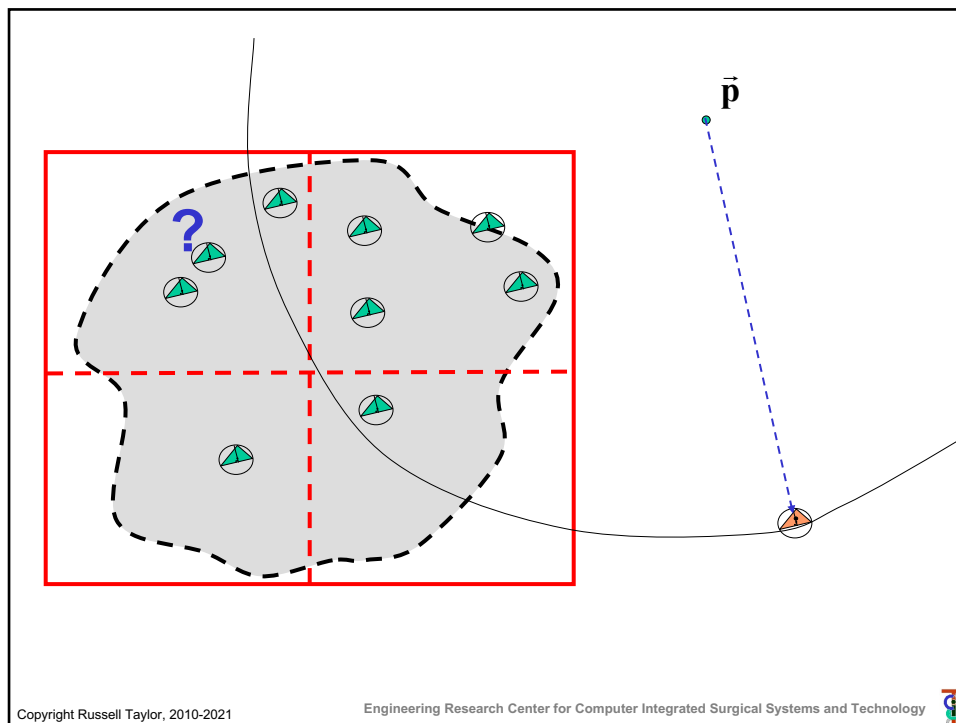 p⃗
?
Copyright Russell Taylor, 2010-2021
Engineering Research Center for Computer Integrated Surgical Systems and Technology